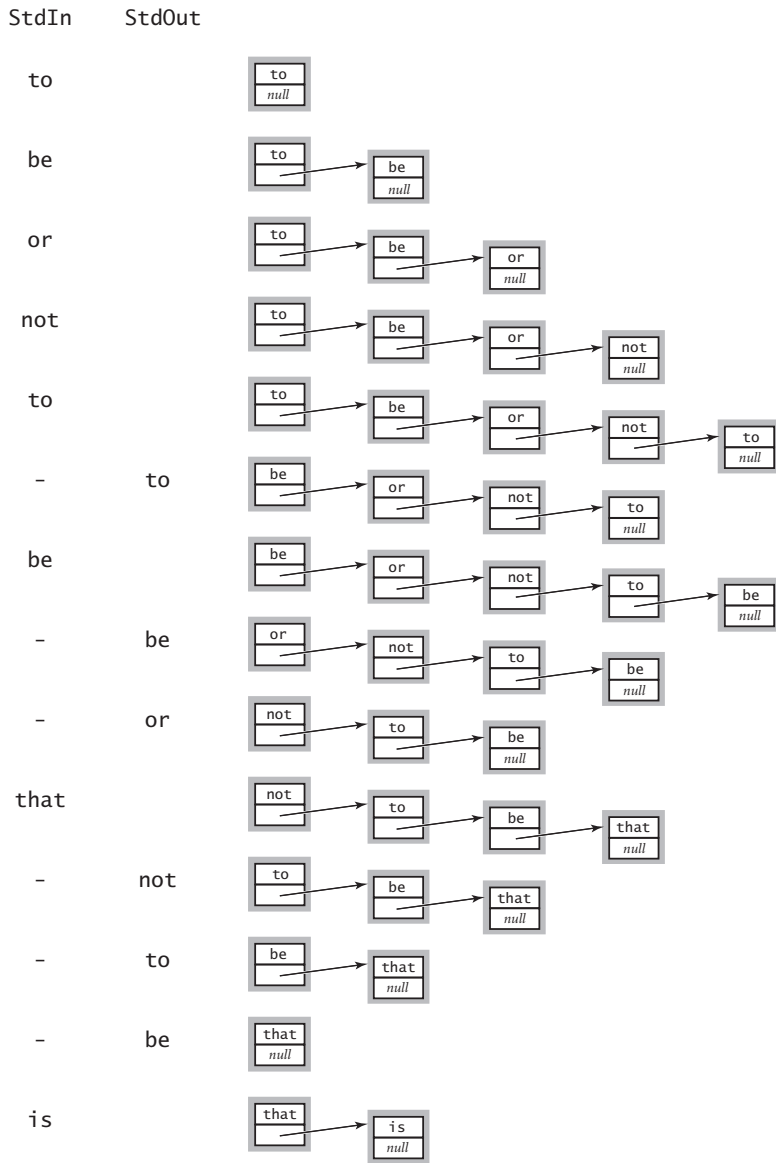 StdIn StdOut
to to
null
be to be
null
or to be or
null
not to be or not
null
to to be or not to
null
- to be or not to
null
be be or not to be
null
- be or not to be
null
- or not to be
null
that not to be that
null
- not to be that
null
- to be that
null
- be that
null
is that is
null